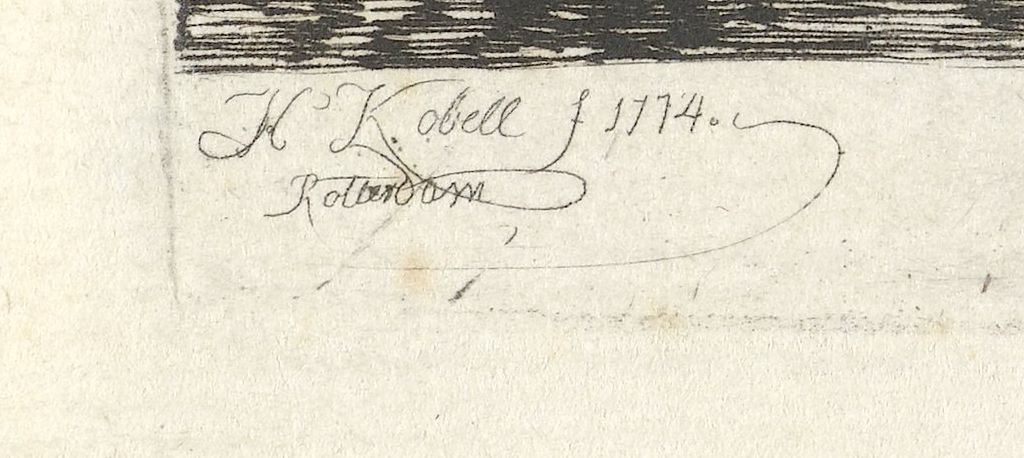 H' Kobell f 1774.
Rotterdam